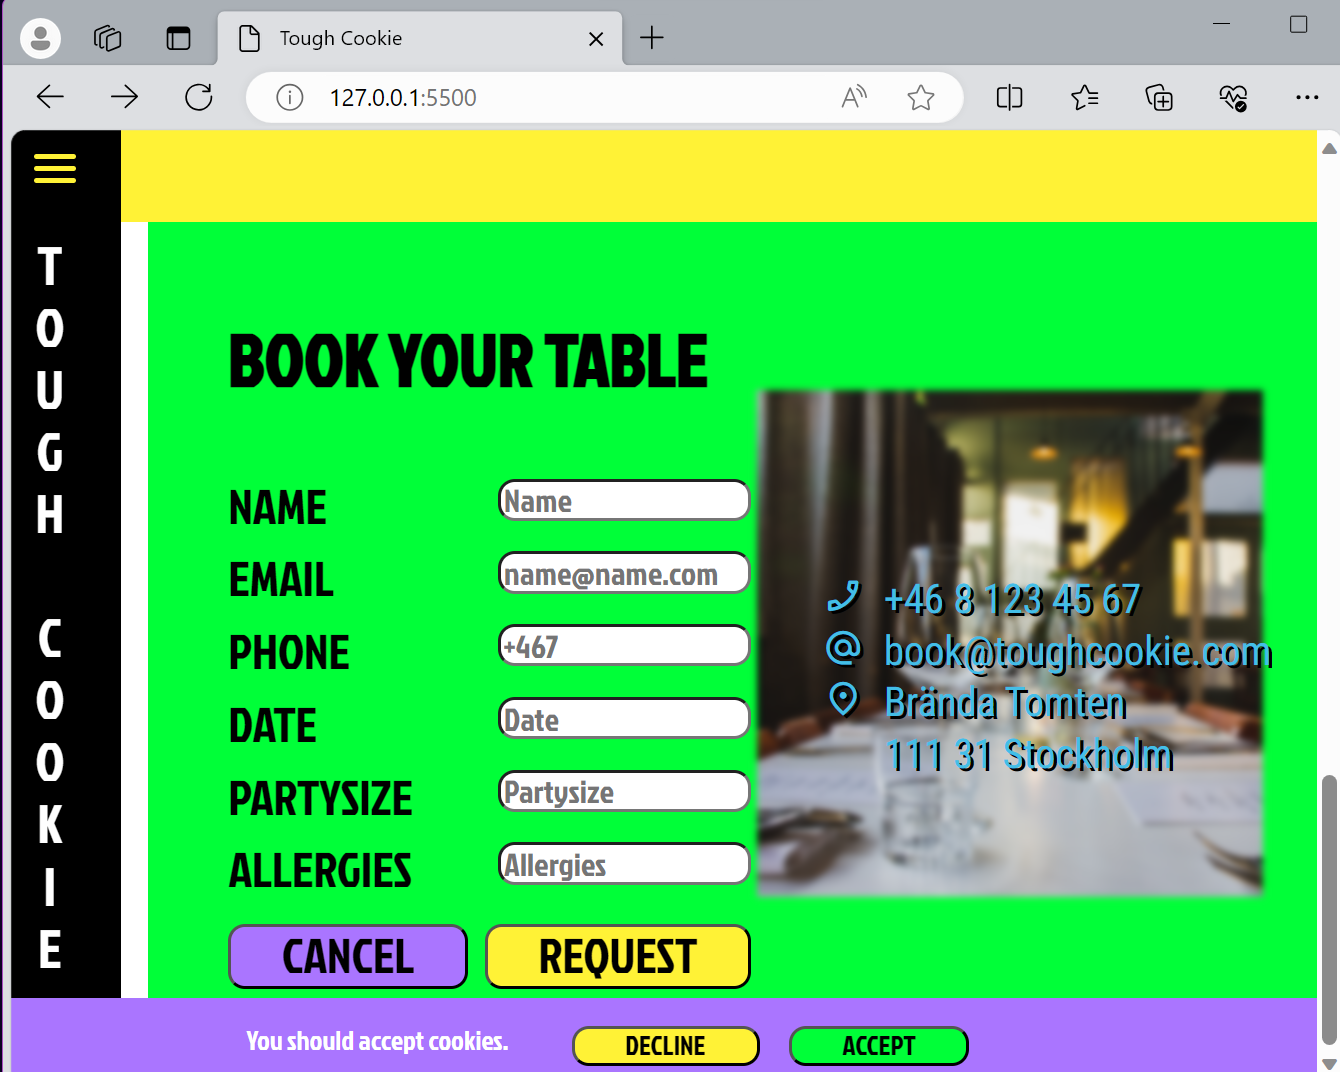 Tough Cookie
127.0.0.1:5500
TOUGH COOKIE
BOOK YOUR TABLE
NAME Name
EMAIL name@name.com
PHONE +467
DATE Date
PARTYSIZE Partysize
ALLERGIES Allergies
CANCEL REQUEST
+46 8 123 45 67
book@toughcookie.com
Brända Tomten
111 31 Stockholm
You should accept cookies. DECLINE ACCEPT